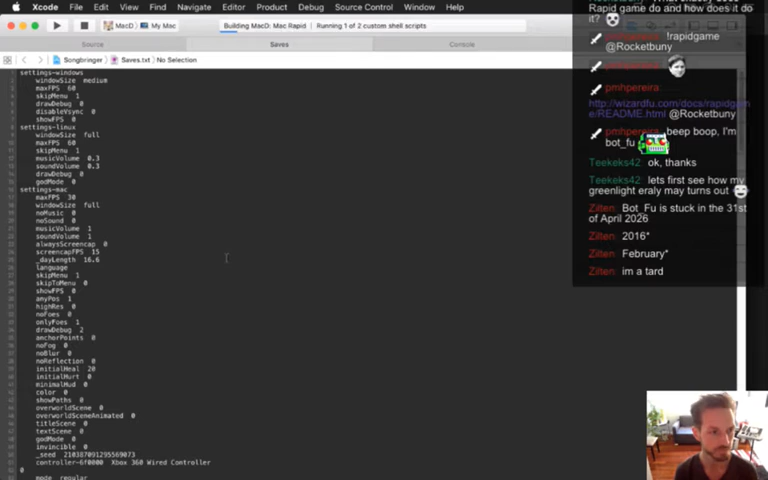 Xcode File Edit View Find Navigate Editor Product Debug Source Control Window Help
MacD My Mac Building MacD: Mac Rapid Running 1 of 2 custom shell scripts
Source Saves Console
Songbringer Saves.txt No Selection
settings-windows
windowSize medium
maxFPS 60
skipMenu 1
drawDebug 0
disableVsync 0
showFPS 0
settings-linux
windowSize full
maxFPS 60
skipMenu 1
musicVolume 0.3
soundVolume 0.3
drawDebug 0
godMode 0
settings-mac
maxFPS 30
windowSize full
noMusic 0
noSound 0
musicVolume 1
soundVolume 1
alwaysScreencap 0
screencapFPS 15
_dayLength 16.6
language
skipMenu 1
skipToMenu 0
showFPS 0
anyPos 1
highRes 0
noFoes 0
onlyFoes 1
drawDebug 2
anchorPoints 0
noFog 0
noBlur 0
noReflection 0
initialHeal 20
initialHurt 0
minimalHud 0
color 0
showPaths 0
overworldScene 0
overworldSceneAnimated 0
titleScene 0
textScene 0
godMode 0
invincible 0
_seed 210387091295569073
controller-6f0000 Xbox 360 Wired Controller
0
mode regular
Rapid game do and how does it do
it?
pmhpereira !rapidgame
@Rocketbuny
pmhpereira
pmhpereira
http://wizardfu.com/docs/rapidgam
e/README.html @Rocketbuny
pmhpereira beep boop, I'm
bot_fu
Teekeks42 ok, thanks
Teekeks42 lets first see how my
greenlight eraly may turns out
Zilten Bot_Fu is stuck in the 31st
of April 2026
Zilten 2016*
Zilten February*
Zilten im a tard